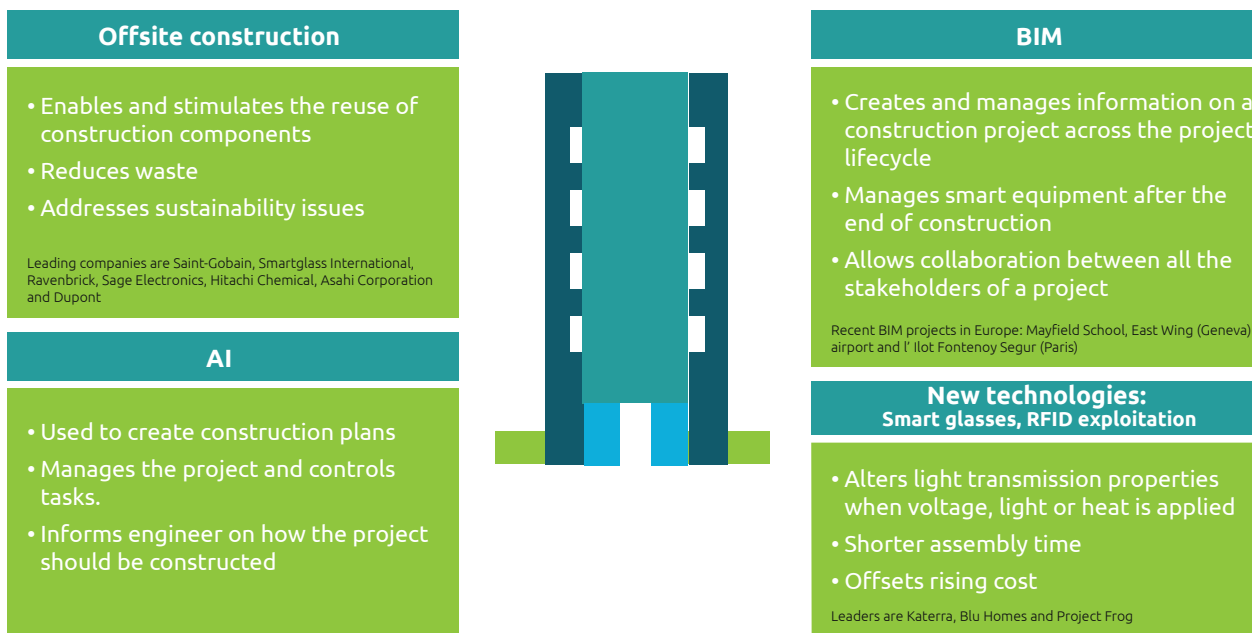 Offsite construction
• Enables and stimulates the reuse of
construction components
• Reduces waste
• Addresses sustainability issues
Leading companies are Saint-Gobain, Smartglass International,
Ravenbrick, Sage Electronics, Hitachi Chemical, Asahi Corporation
and Dupont
AI
• Used to create construction plans
• Manages the project and controls
tasks.
• Informs engineer on how the project
should be constructed
BIM
• Creates and manages information on a
construction project across the project
lifecycle
• Manages smart equipment after the
end of construction
• Allows collaboration between all the
stakeholders of a project
Recent BIM projects in Europe: Mayfield School, East Wing (Geneva)
airport and l’ Ilot Fontenoy Segur (Paris)
New technologies:
Smart glasses, RFID exploitation
• Alters light transmission properties
when voltage, light or heat is applied
• Shorter assembly time
• Offsets rising cost
Leaders are Katerra, Blu Homes and Project Frog